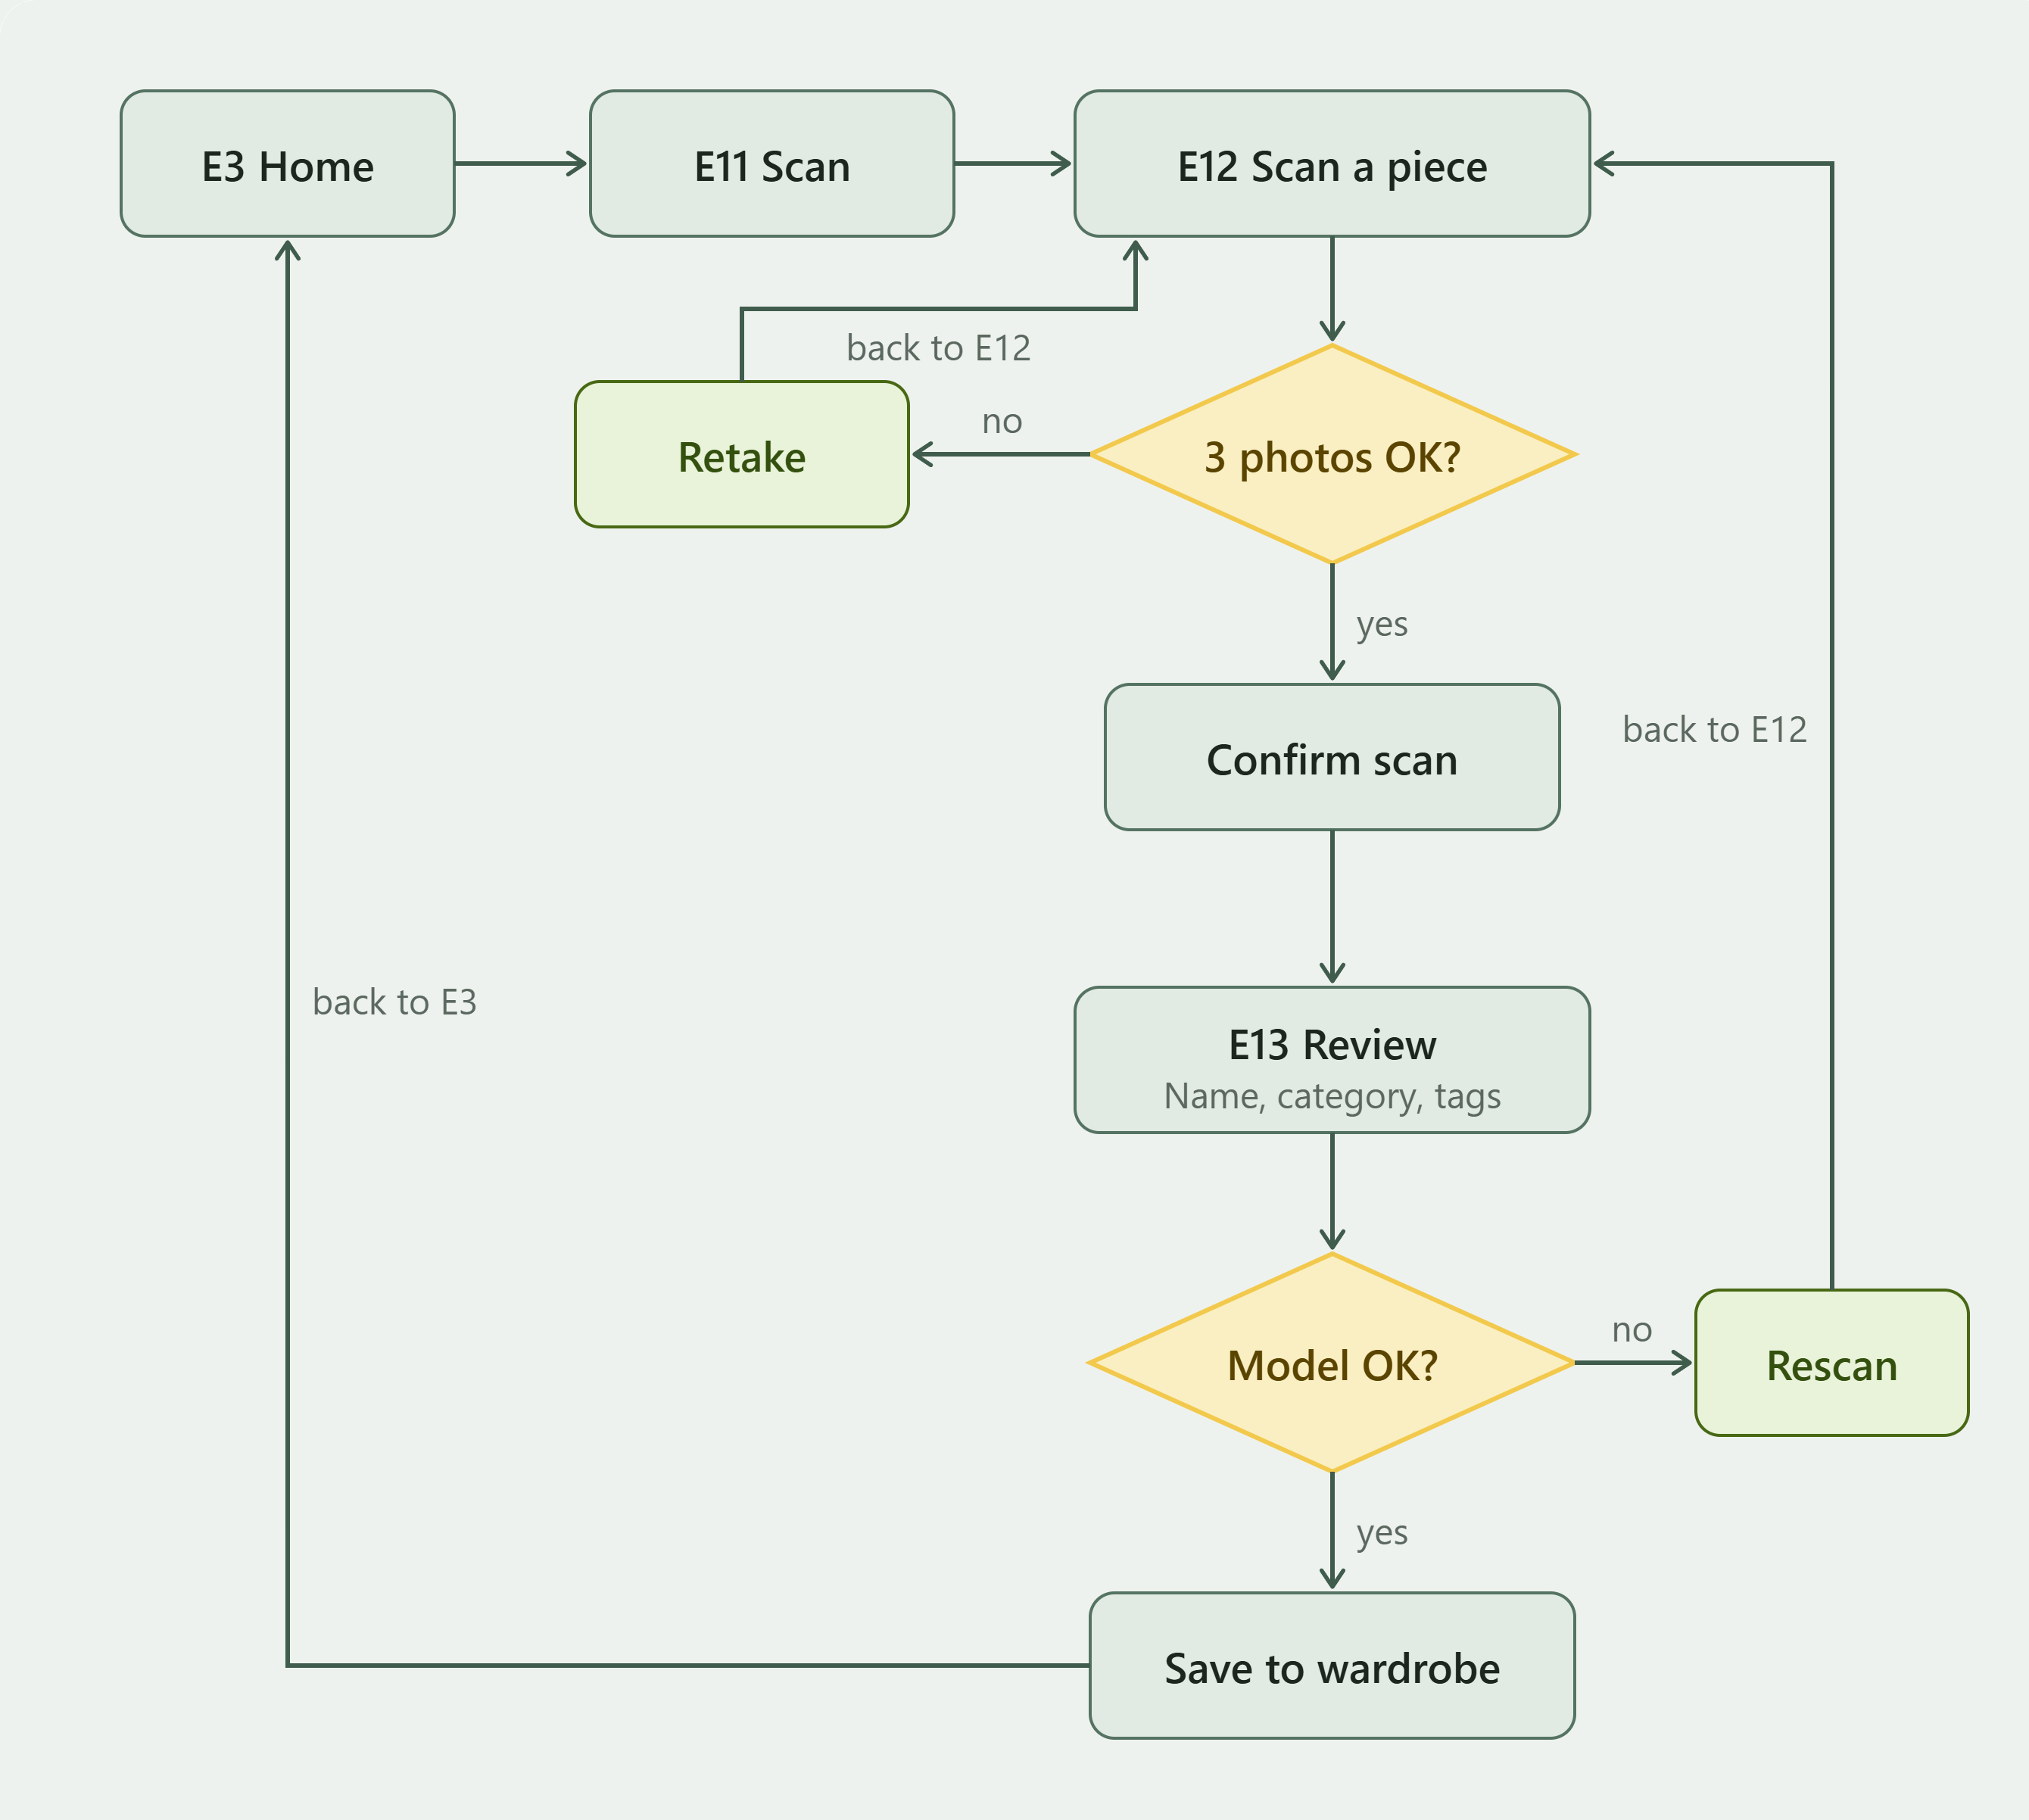 E3 Home
E11 Scan
E12 Scan a piece
back to E12
Retake
no
3 photos OK?
yes
Confirm scan
back to E12
back to E3
E13 Review
Name, category, tags
Model OK?
no
Rescan
yes
Save to wardrobe